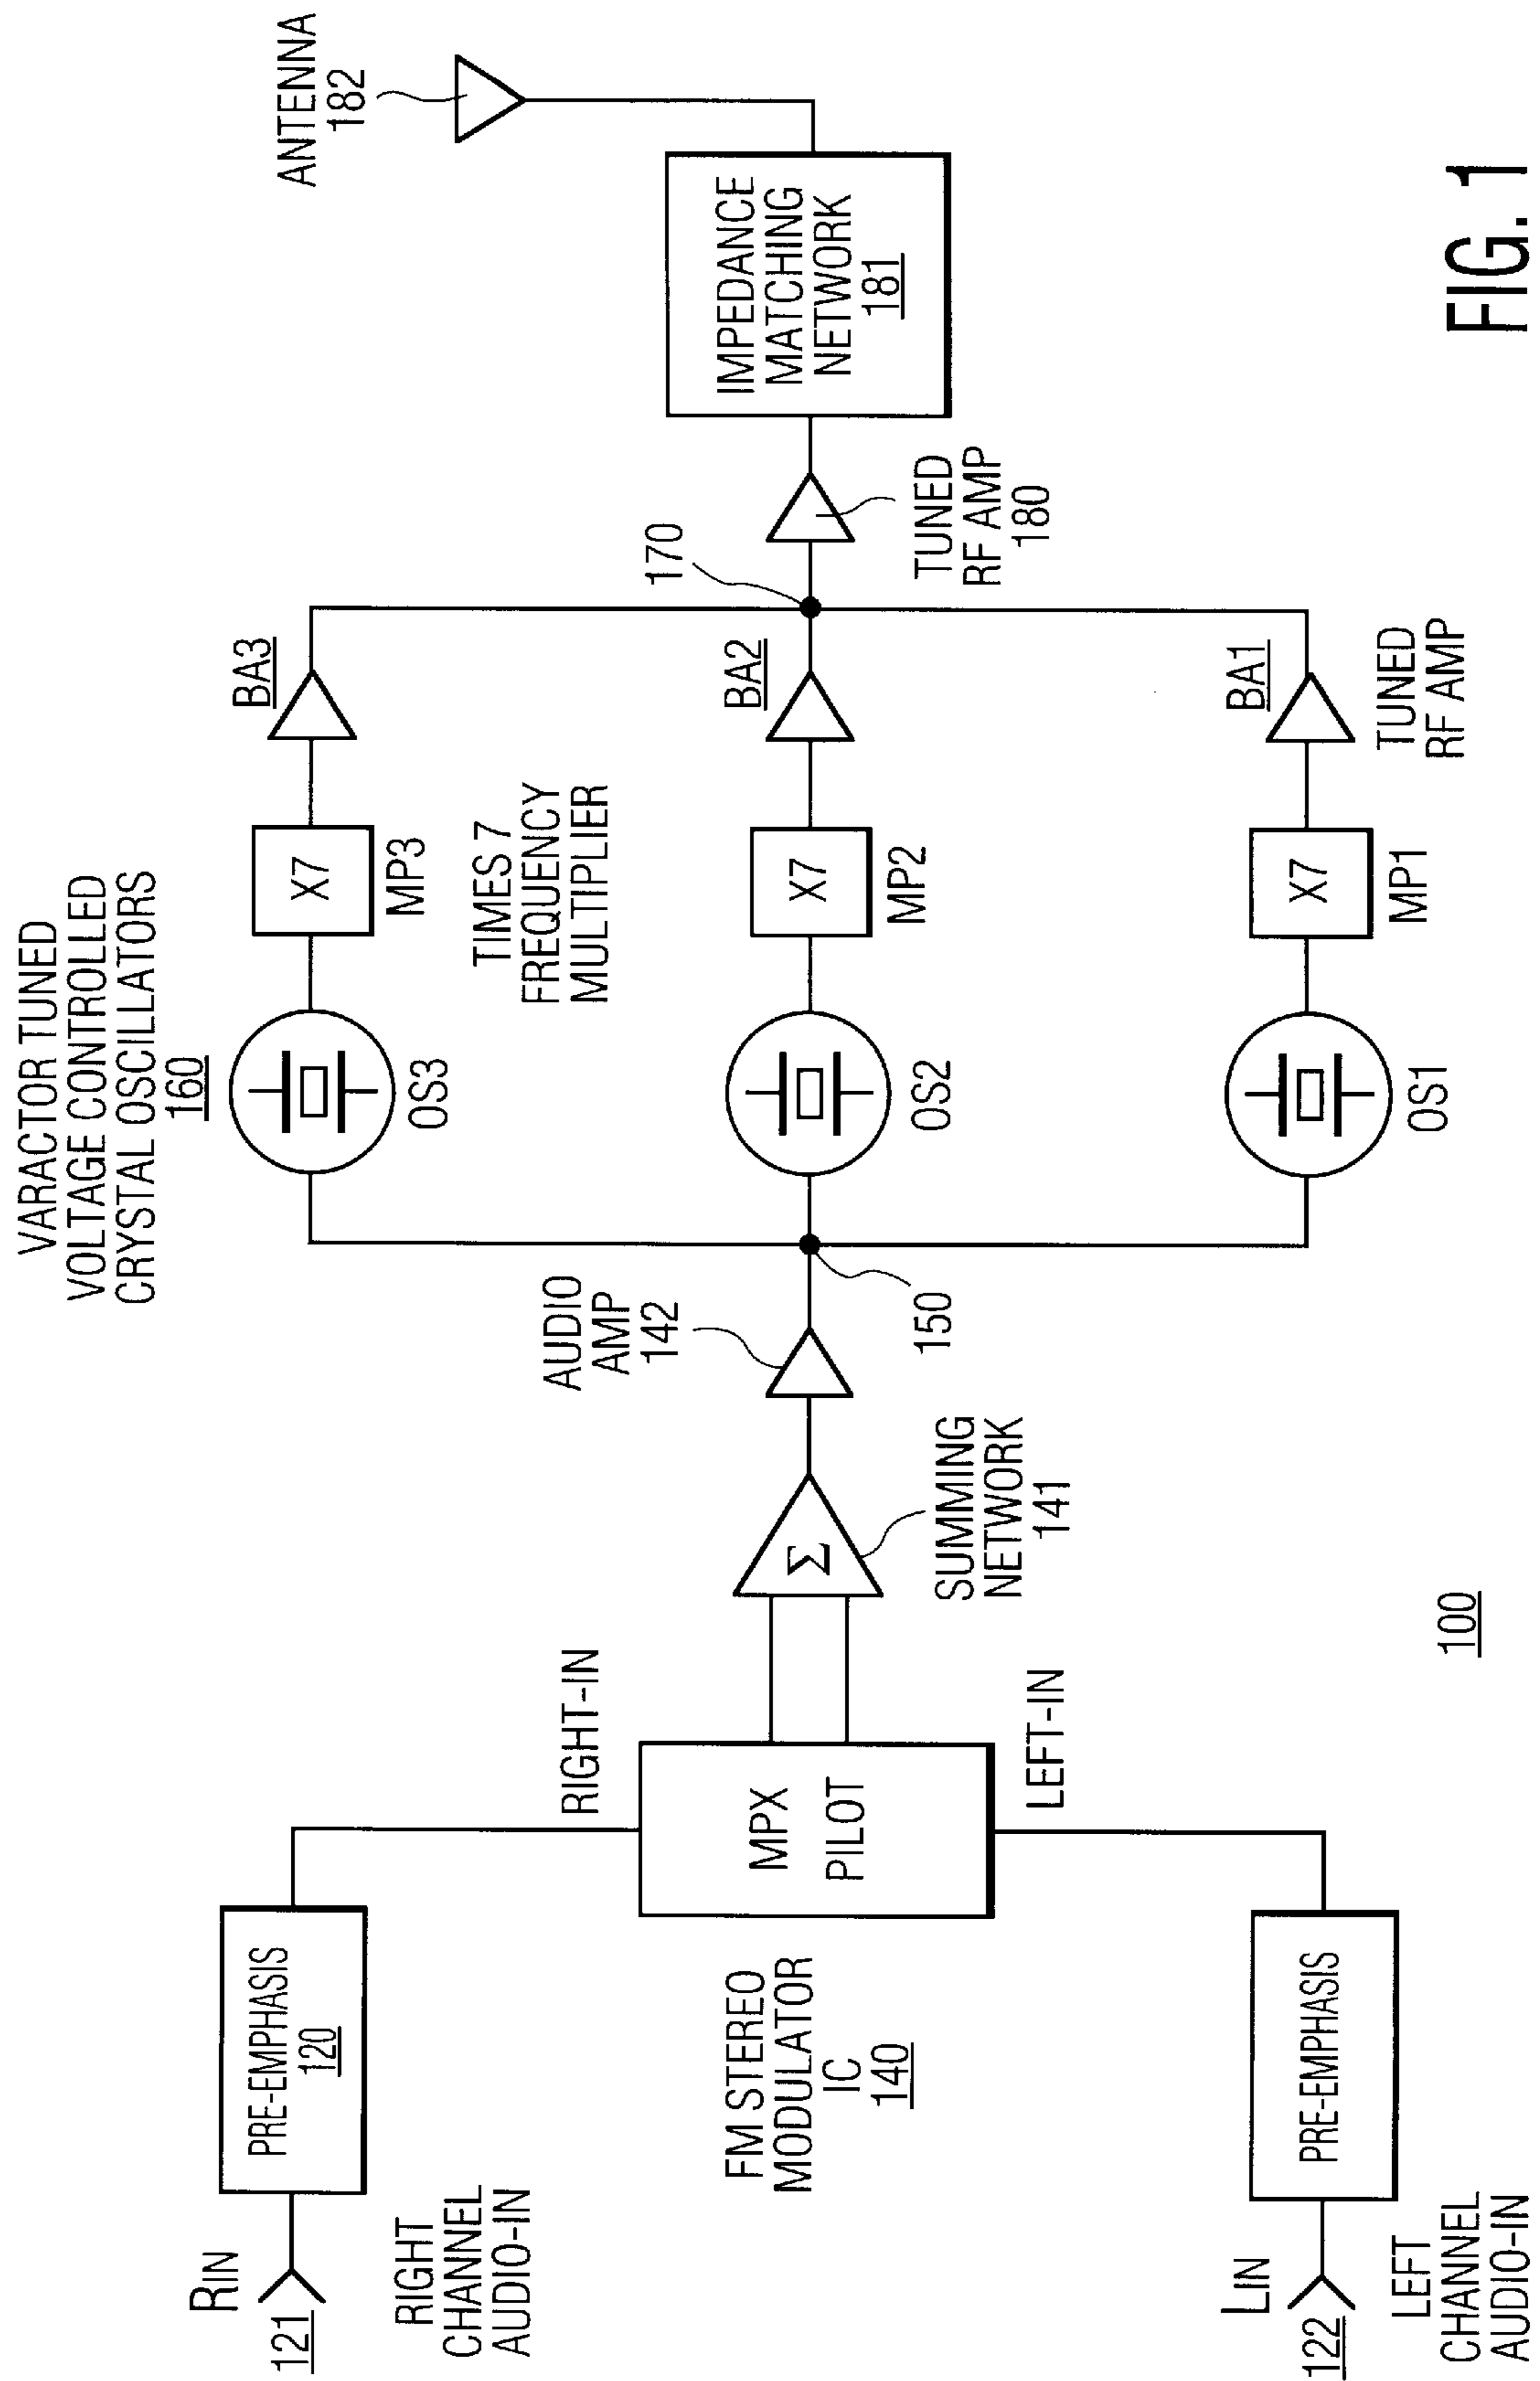 VARACTOR TUNED
VOLTAGE CONTROLLED
CRYSTAL OSCILLATORS
160
OS3
X7
MP3
BA3
ANTENNA
182
RIN
121
RIGHT
CHANNEL
AUDIO-IN
PRE-EMPHASIS
120
RIGHT-IN
TIMES 7
FREQUENCY
MULTIPLIER
AUDIO
AMP
142
170
FM STEREO
MODULATOR
IC
140
MPX
PILOT
Σ
SUMMING
NETWORK
141
150
OS2
X7
MP2
BA2
TUNED
RF AMP
180
IMPEDANCE
MATCHING
NETWORK
181
LEFT-IN
LIN
122
LEFT
CHANNEL
AUDIO-IN
PRE-EMPHASIS
OS1
X7
MP1
BA1
TUNED
RF AMP
100
FIG. 1